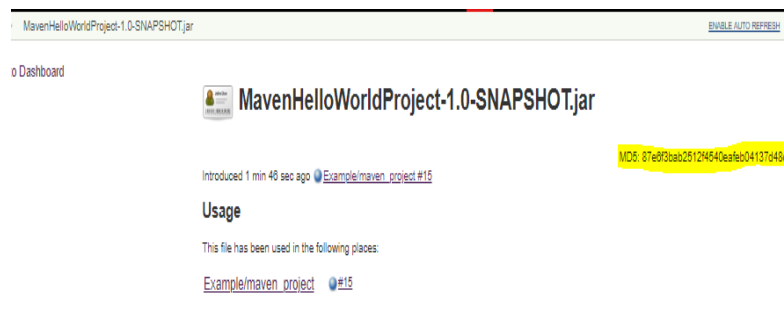 MavenHelloWorldProject-1.0-SNAPSHOT.jar
ENABLE AUTO REFRESH
o Dashboard
MavenHelloWorldProject-1.0-SNAPSHOT.jar
MD5: 87e6f3bab2512f4540eafeb04137d48
Introduced 1 min 46 sec ago Example/maven_project #15
Usage
This file has been used in the following places:
Example/maven_project #15